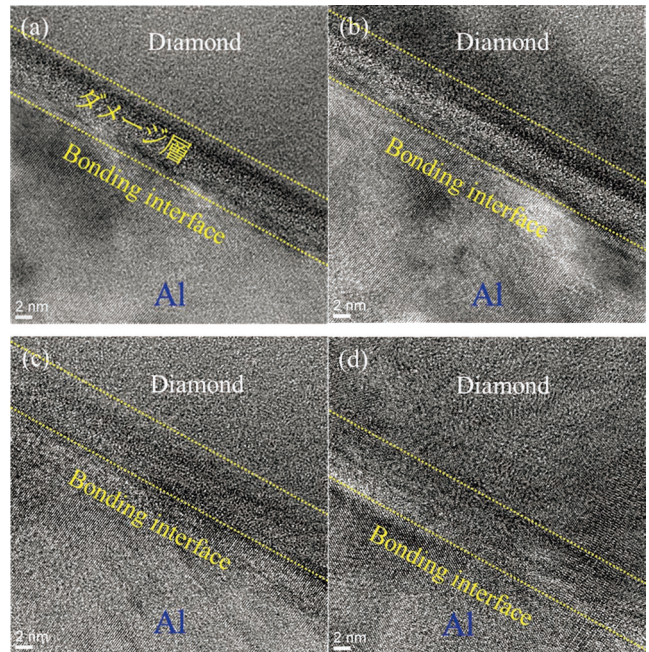 (a)
Diamond
ダメージ層
Bonding interface
Al
2 nm
(b)
Diamond
Bonding interface
Al
2 nm
(c)
Diamond
Bonding interface
Al
2 nm
(d)
Diamond
Bonding interface
Al
2 nm